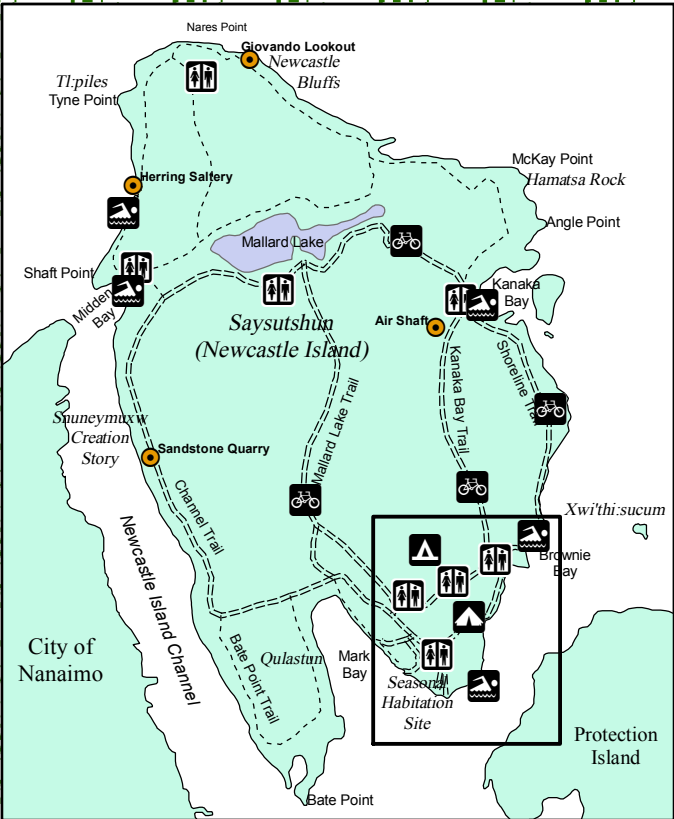 Nares Point
Giovando Lookout
Newcastle
Bluffs
Tl:piles
Tyne Point
McKay Point
Hamatsa Rock
Herring Saltery
Angle Point
Mallard Lake
Shaft Point
Kanaka
Bay
Midden
Bay
Saysutshun
(Newcastle Island)
Air Shaft
Kanaka Bay Trail
Shoreline
Mallard Lake Trail
Snuneymuxw
Creation
Story
Sandstone Quarry
Channel Trail
Xwi'thi:sucum
Brownie
Bay
Newcastle Island Channel
City of
Nanaimo
Bate Point Trail
Qulastun
Mark
Bay
Seasonal
Habitation
Site
Protection
Island
Bate Point